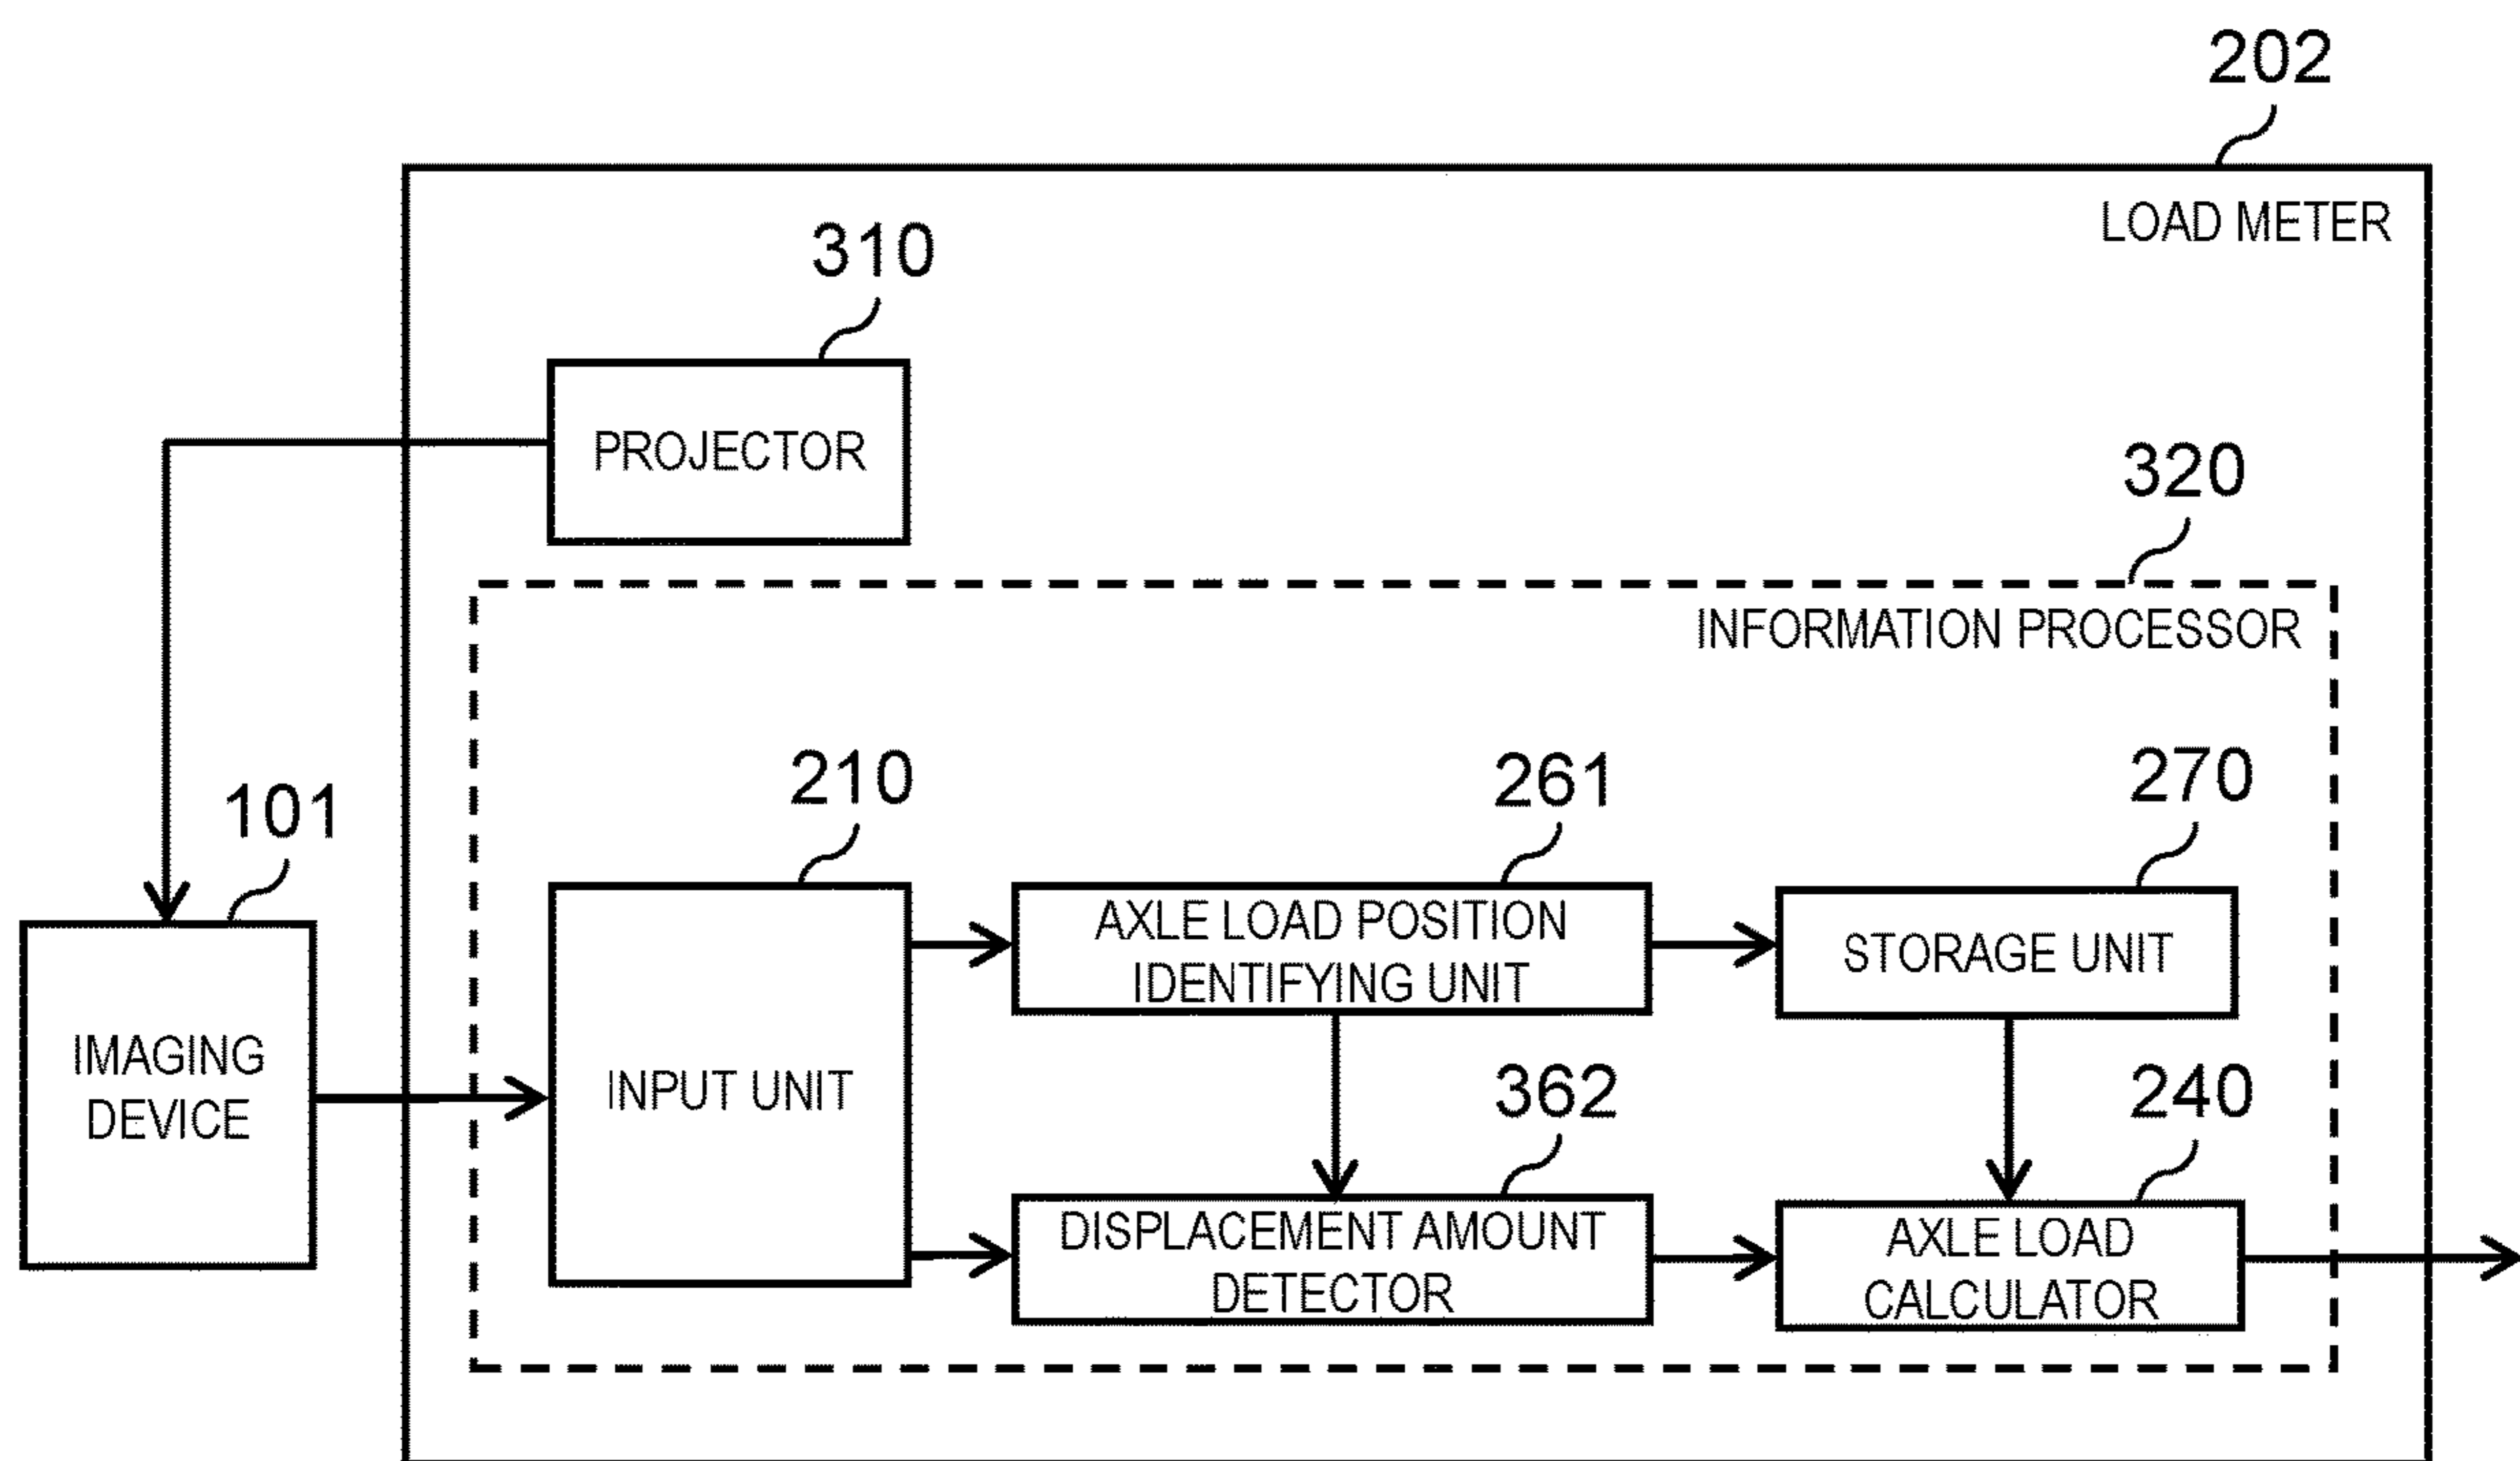 202
LOAD METER
310
PROJECTOR
320
INFORMATION PROCESSOR
101
IMAGING
DEVICE
210
INPUT UNIT
261
AXLE LOAD POSITION
IDENTIFYING UNIT
270
STORAGE UNIT
362
DISPLACEMENT AMOUNT
DETECTOR
240
AXLE LOAD
CALCULATOR